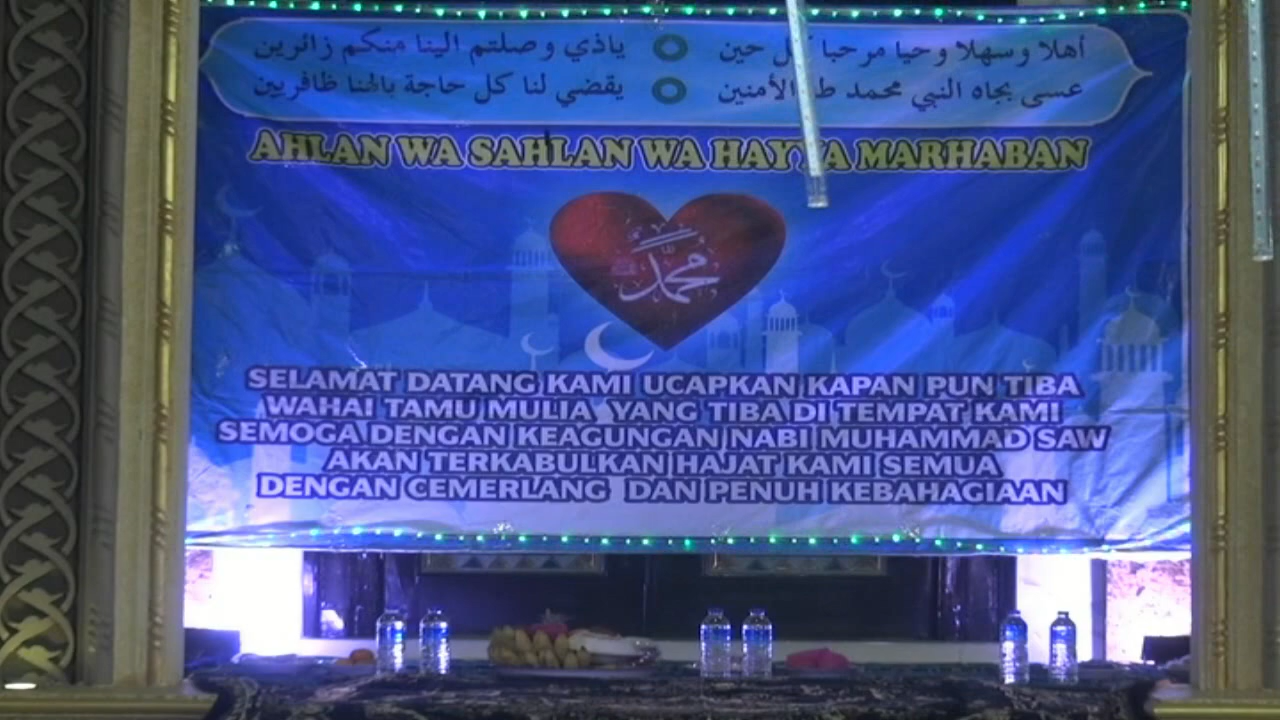 أهلا وسهلا وحيا مرحبا كل حين ياذي وصلتم الينا منكم زائرين
عسى بجاه النبي محمد طه الأمنين يقضي لنا كل حاجة بالهنا ظافريين
AHLAN WA SAHLAN WA HAYYA MARHABAN
محمد
SELAMAT DATANG KAMI UCAPKAN KAPAN PUN TIBA
WAHAI TAMU MULIA YANG TIBA DI TEMPAT KAMI
SEMOGA DENGAN KEAGUNGAN NABI MUHAMMAD SAW
AKAN TERKABULKAN HAJAT KAMI SEMUA
DENGAN CEMERLANG DAN PENUH KEBAHAGIAAN